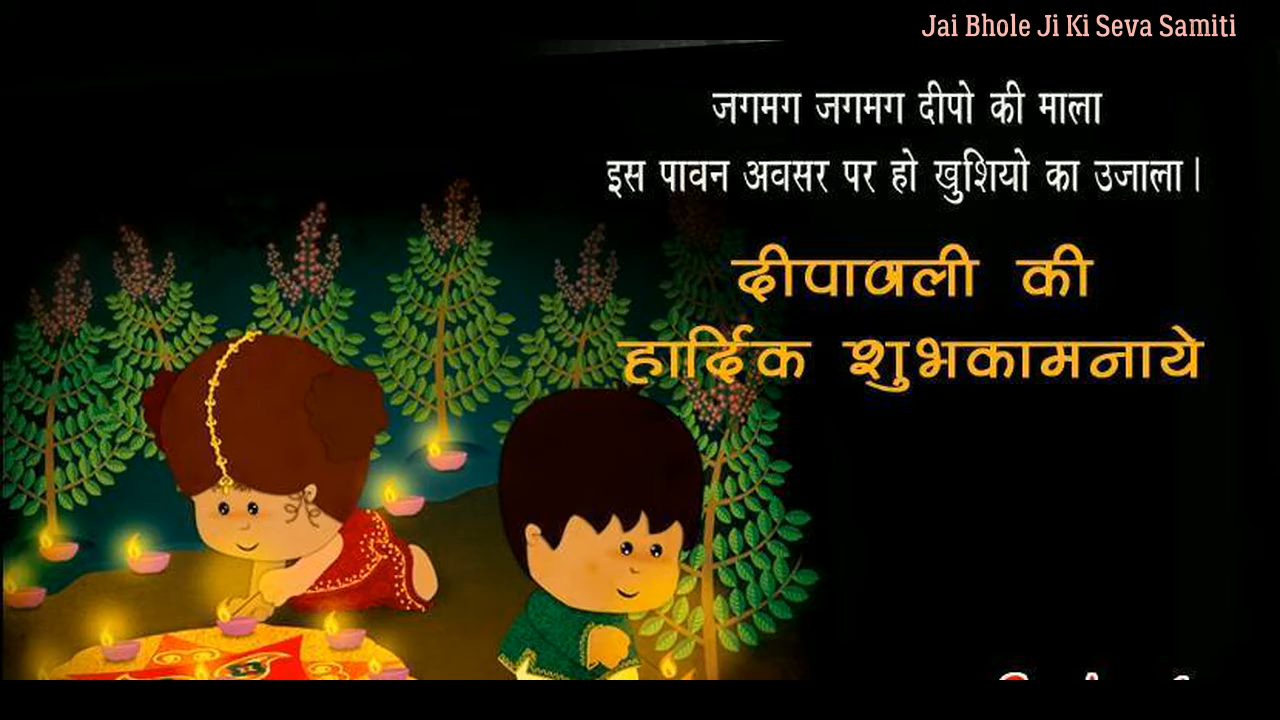 Jai Bhole Ji Ki Seva Samiti
जगमग जगमग दीपो की माला
इस पावन अवसर पर हो खुशियो का उजाला।
दीपावली की
हार्दिक शुभकामनाये